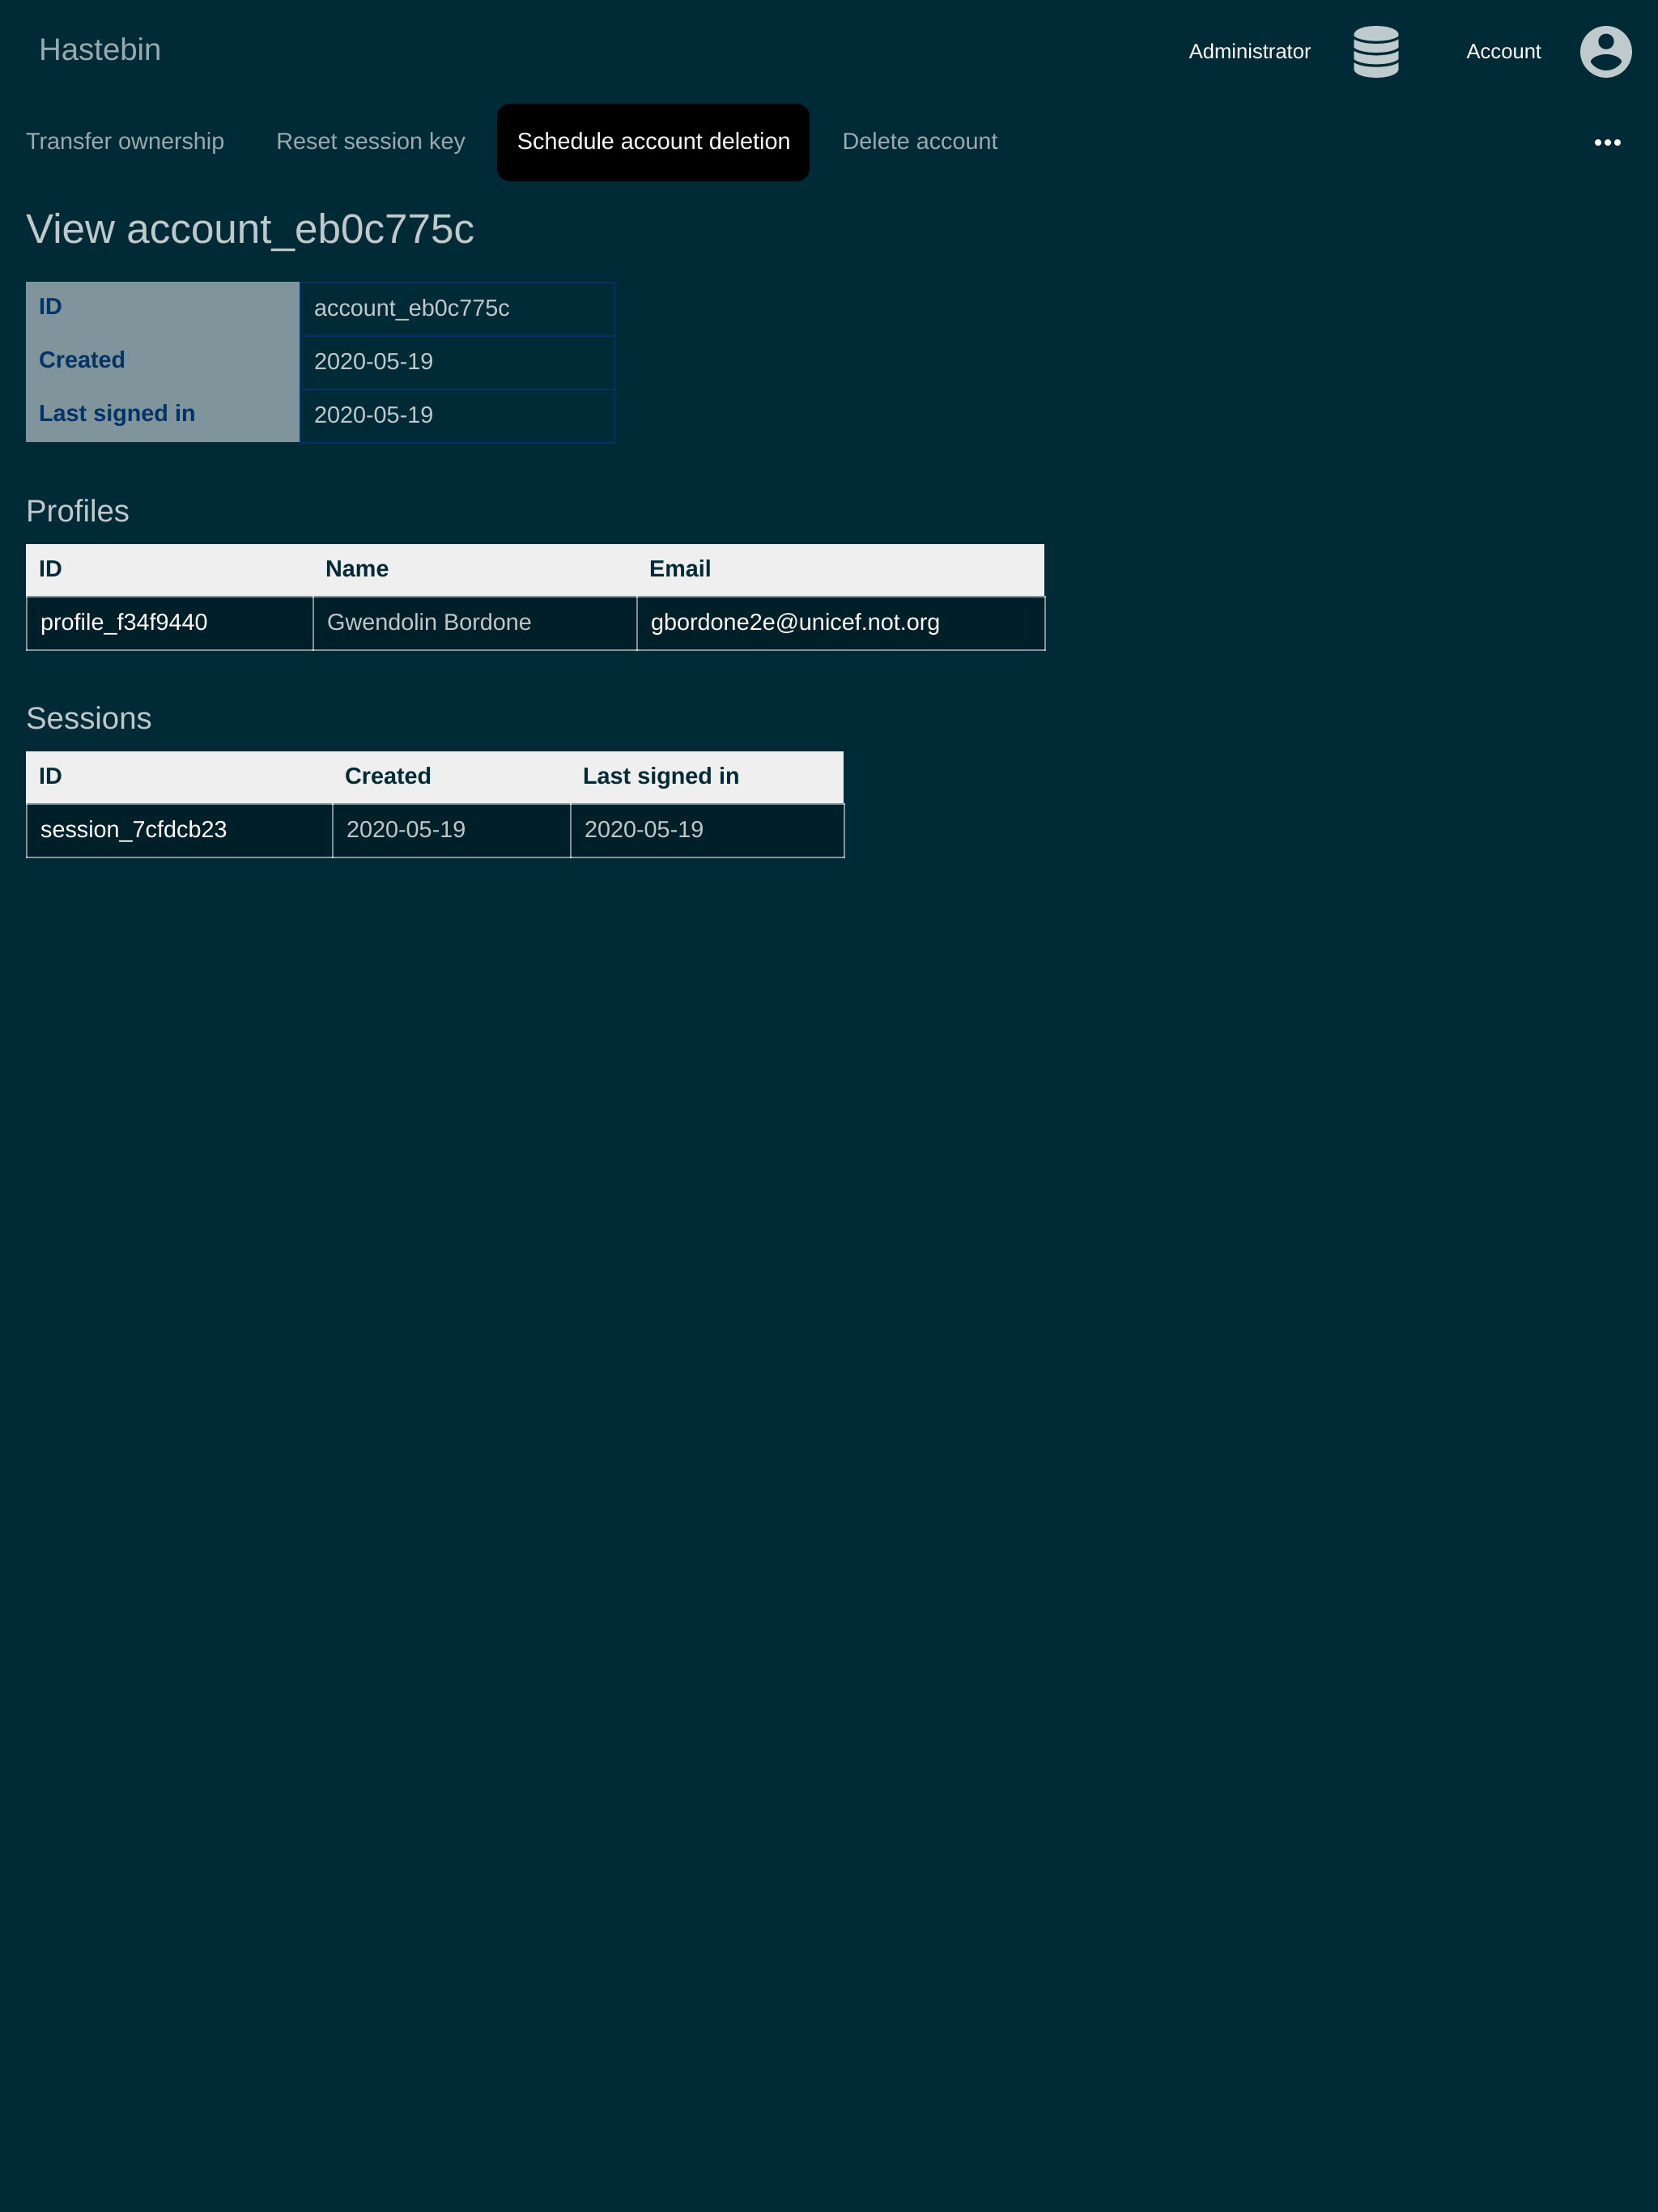 Hastebin
Administrator
Account
Transfer ownership
Reset session key
Schedule account deletion
Delete account
•••
View account_eb0c775c
ID account_eb0c775c
Created 2020-05-19
Last signed in 2020-05-19
Profiles
ID Name Email
profile_f34f9440 Gwendolin Bordone gbordone2e@unicef.not.org
Sessions
ID Created Last signed in
session_7cfdcb23 2020-05-19 2020-05-19